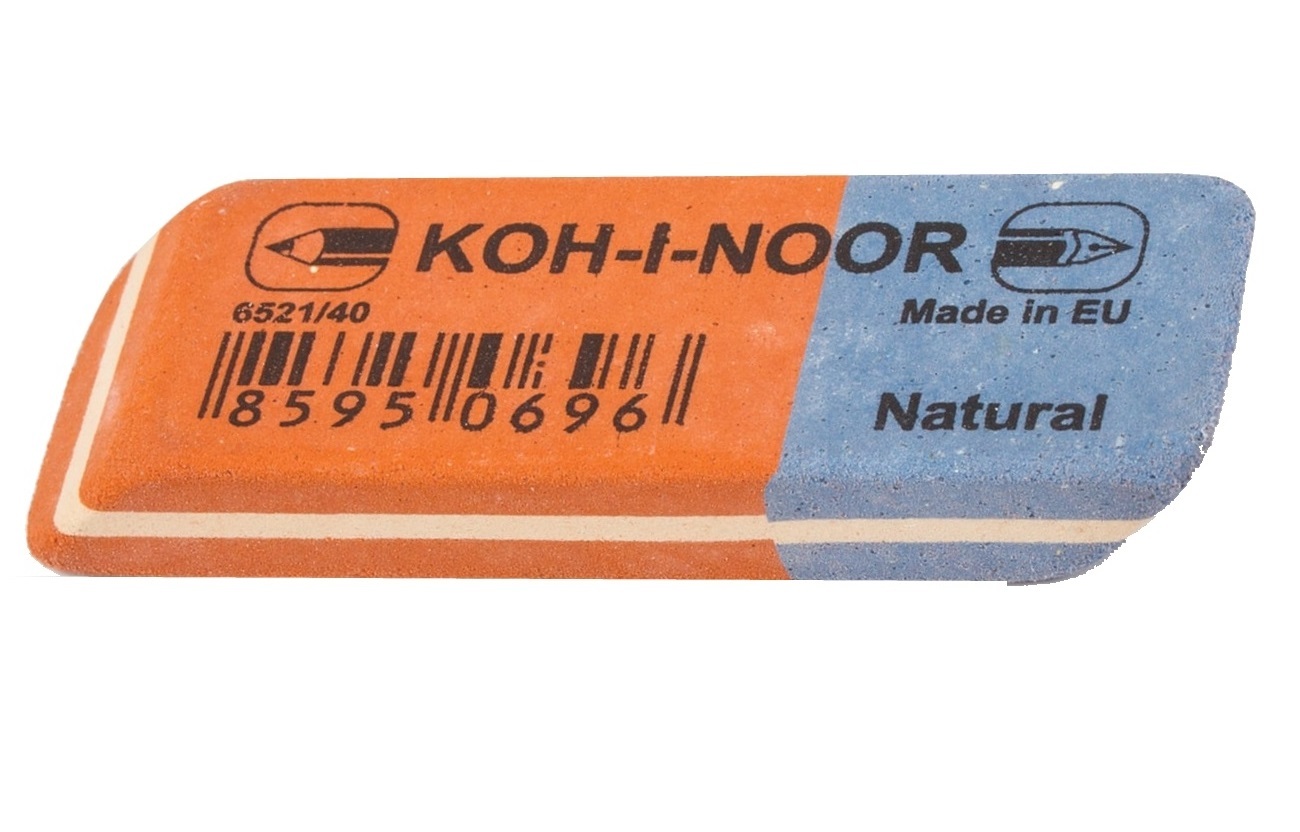 KOH-I-NOOR
6521/40
Made in EU
8595 0696
Natural